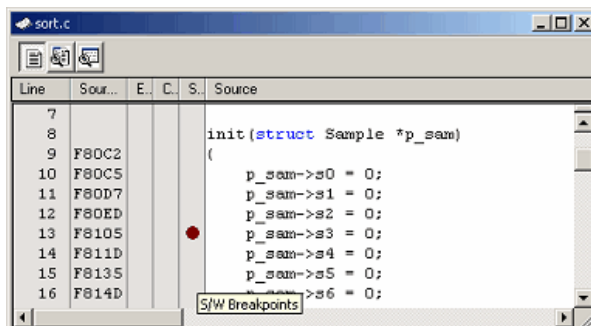 sort.c
Line Sour... E.. C.. S.. Source
7
8 init(struct Sample *p_sam)
9 F80C2 {
10 F80C5 p_sam->s0 = 0;
11 F80D7 p_sam->s1 = 0;
12 F80ED p_sam->s2 = 0;
13 F8105 p_sam->s3 = 0;
14 F811D p_sam->s4 = 0;
15 F8135 p_sam->s5 = 0;
16 F814D p_sam->s6 = 0;
S/W Breakpoints